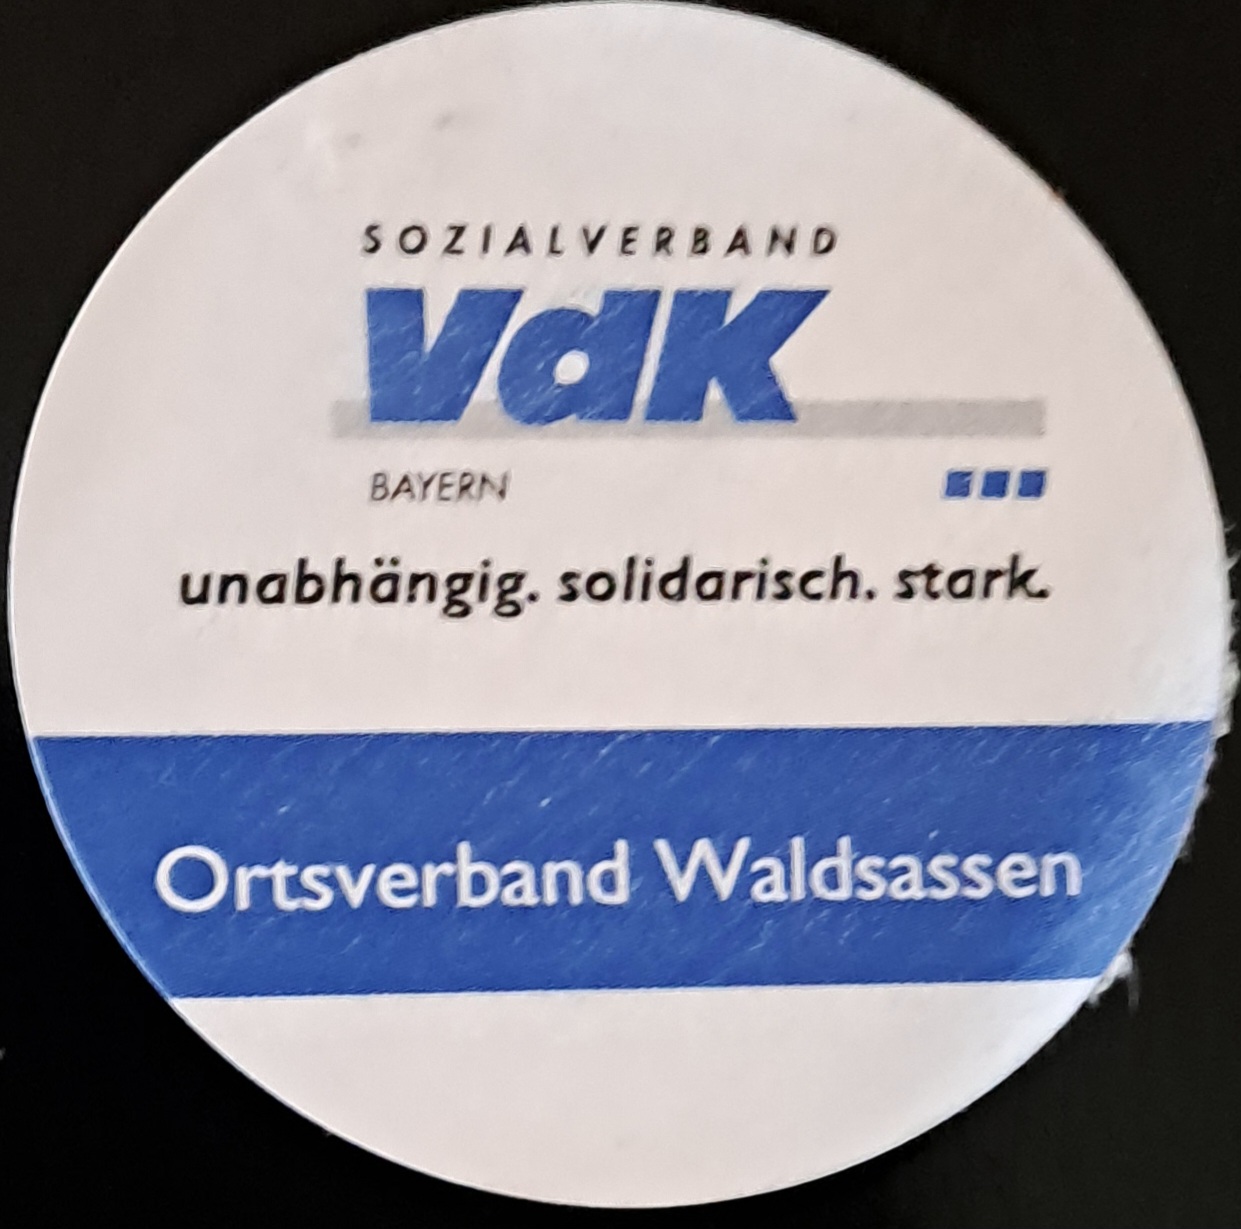 SOZIALVERBAND
VdK
BAYERN
unabhängig. solidarisch. stark.
Ortsverband Waldsassen